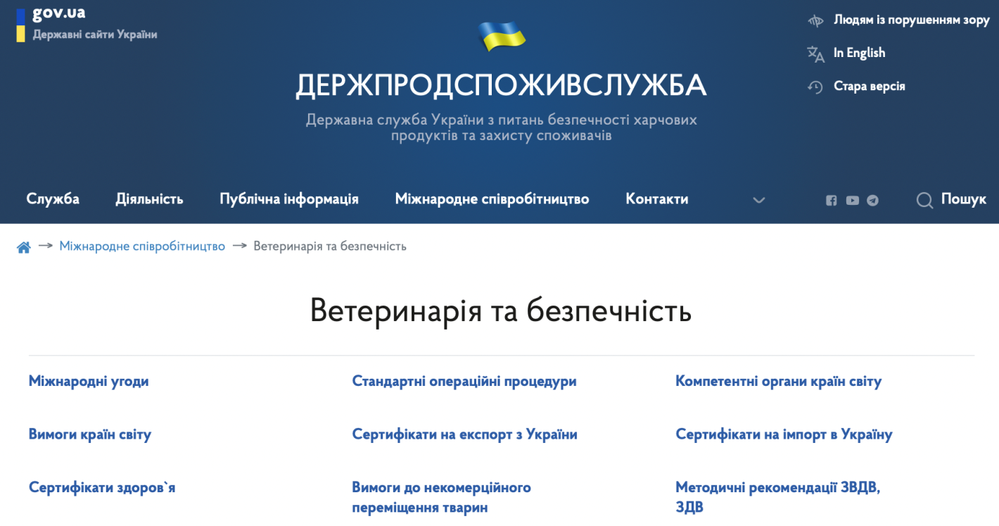 gov.ua
Державні сайти України
Людям із порушенням зору
In English
Стара версія
ДЕРЖПРОДСПОЖИВСЛУЖБА
Державна служба України з питань безпечності харчових
продуктів та захисту споживачів
Служба Діяльність Публічна інформація Міжнародне співробітництво Контакти Пошук
Міжнародне співробітництво → Ветеринарія та безпечність
Ветеринарія та безпечність
Міжнародні угоди
Стандартні операційні процедури
Компетентні органи країн світу
Вимоги країн світу
Сертифікати на експорт з України
Сертифікати на імпорт в Україну
Сертифікати здоров`я
Вимоги до некомерційного
переміщення тварин
Методичні рекомендації ЗВДВ,
ЗДВ